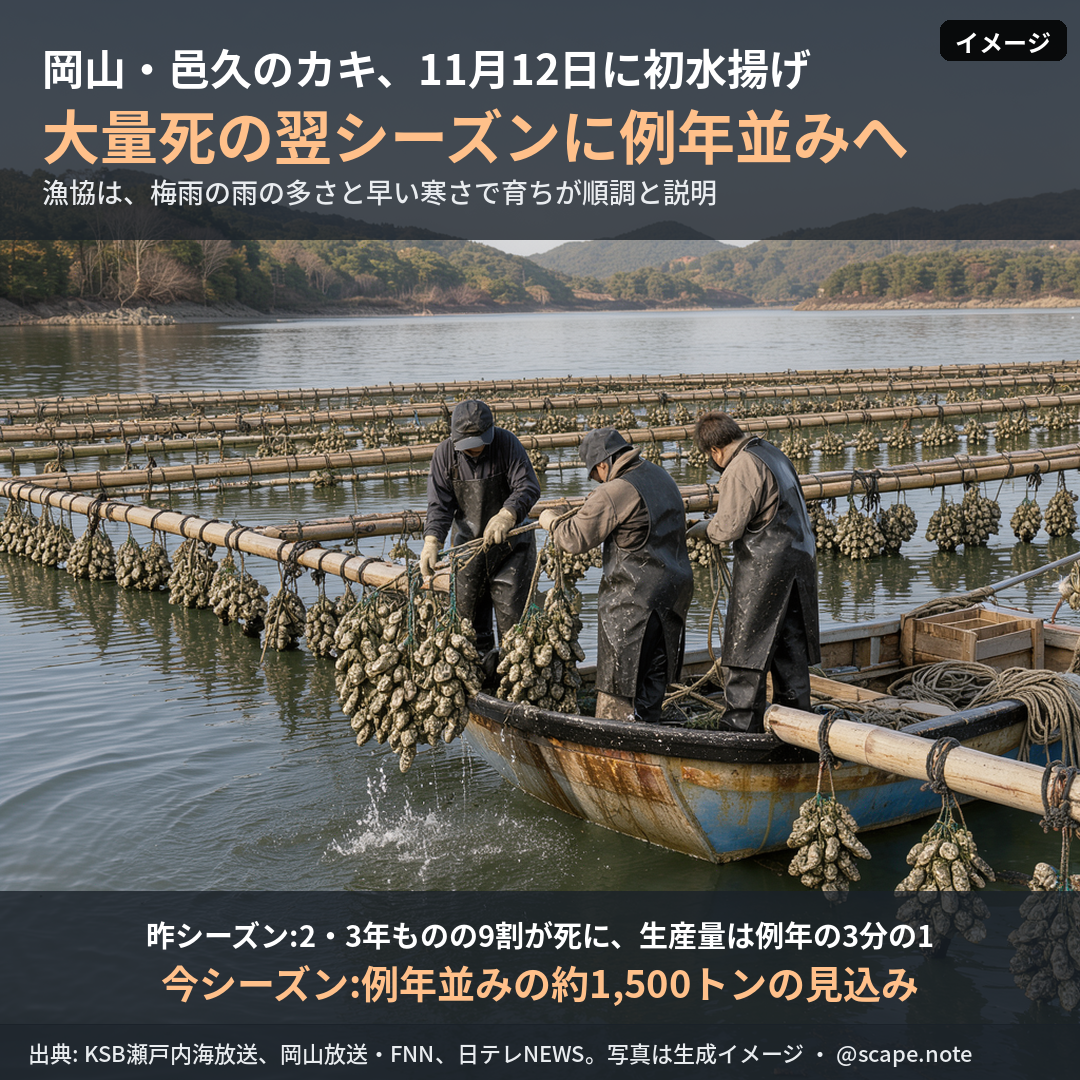 イメージ
岡山・邑久のカキ、11月12日に初水揚げ
大量死の翌シーズンに例年並みへ
漁協は、梅雨の雨の多さと早い寒さで育ちが順調と説明
昨シーズン:2・3年ものの9割が死に、生産量は例年の3分の1
今シーズン:例年並みの約1,500トンの見込み
出典: KSB瀬戸内海放送、岡山放送・FNN、日テレNEWS。写真は生成イメージ ・ @scape.note